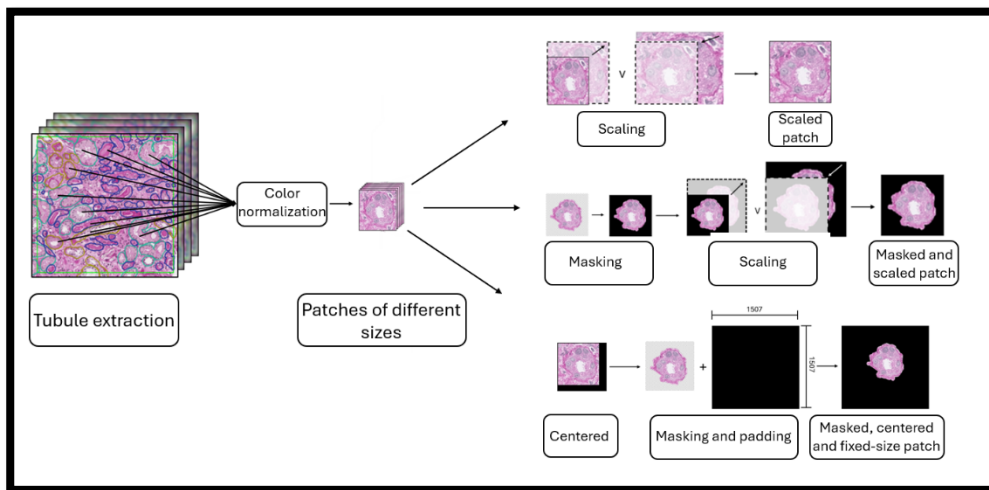 Tubule extraction
Color
normalization
Patches of different
sizes
v
Scaling
Scaled
patch
Masking
v
Scaling
Masked and
scaled patch
Centered
+
1507
1507
Masking and padding
Masked, centered
and fixed-size patch